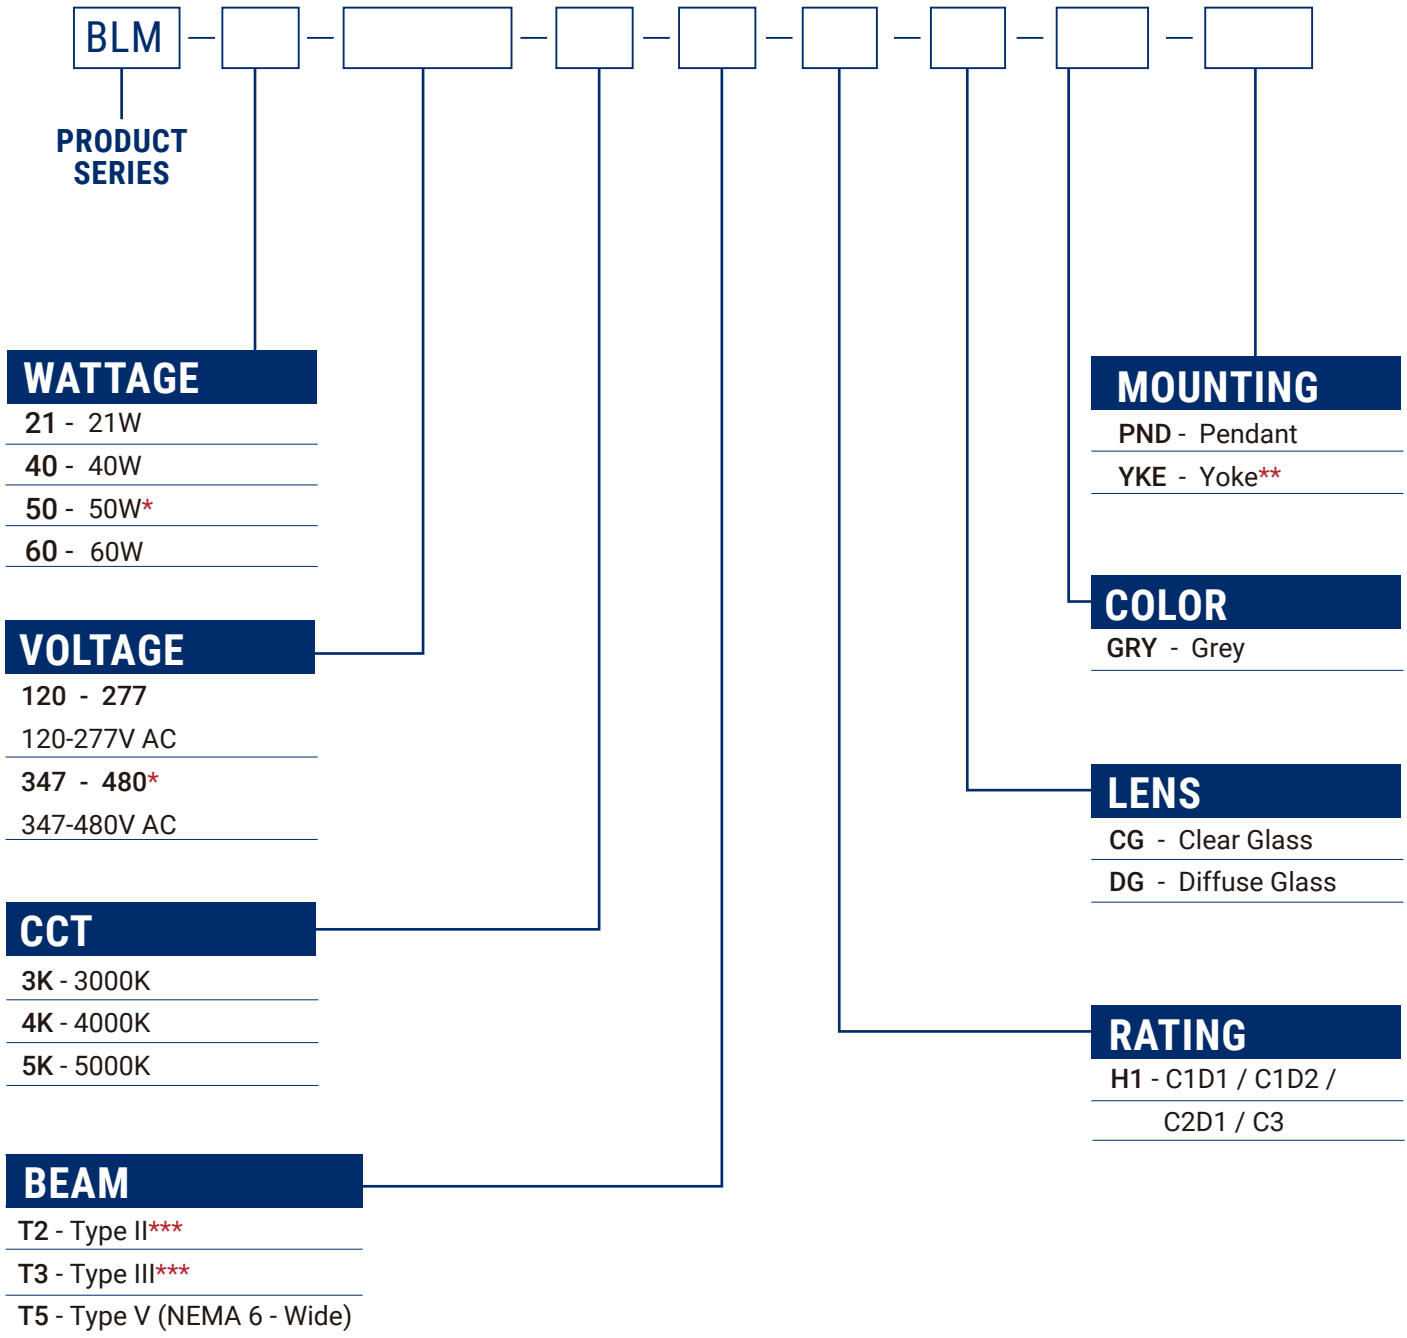 BLM
PRODUCT
SERIES
WATTAGE
21 - 21W
40 - 40W
50 - 50W*
60 - 60W
VOLTAGE
120 - 277
120-277V AC
347 - 480*
347-480V AC
CCT
3K - 3000K
4K - 4000K
5K - 5000K
BEAM
T2 - Type II***
T3 - Type III***
T5 - Type V (NEMA 6 - Wide)
MOUNTING
PND - Pendant
YKE - Yoke**
COLOR
GRY - Grey
LENS
CG - Clear Glass
DG - Diffuse Glass
RATING
H1 - C1D1 / C1D2 /
C2D1 / C3